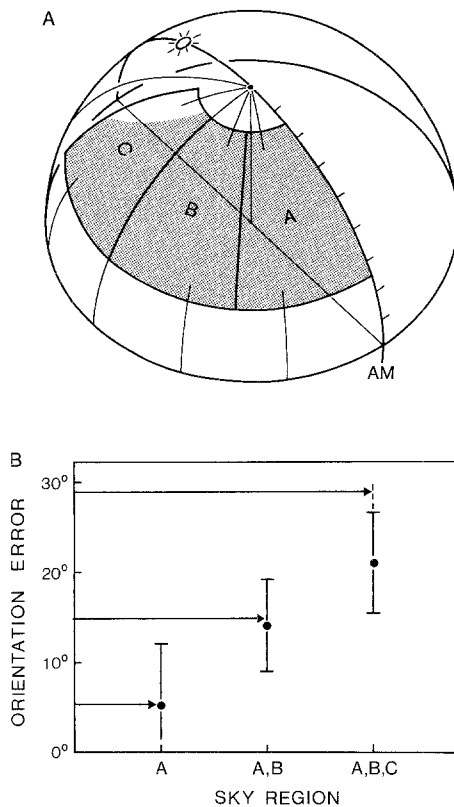 A
C
B
A
AM
B
ORIENTATION ERROR
30°
20°
10°
0°
A
A,B
A,B,C
SKY REGION